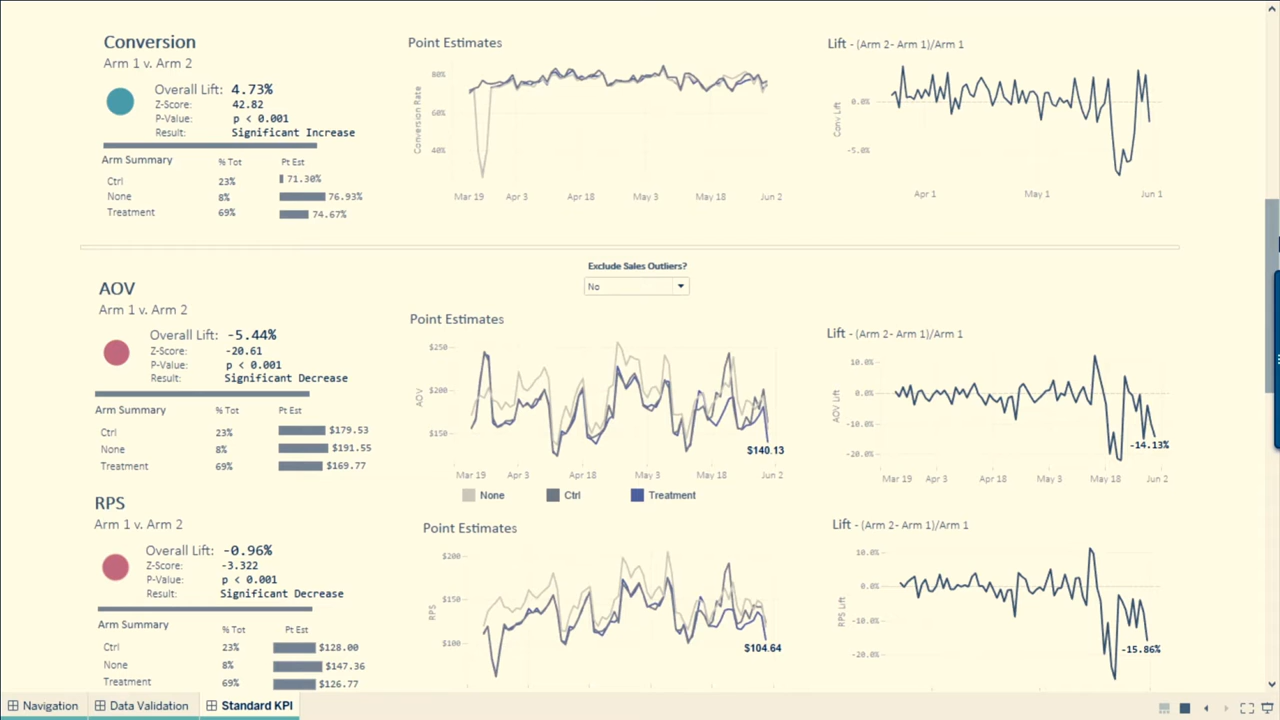 Conversion
Arm 1 v. Arm 2
Overall Lift: 4.73%
Z-Score: 42.82
P-Value: p < 0.001
Result: Significant Increase
Arm Summary % Tot Pt Est
Ctrl 23% 71.30%
None 8% 76.93%
Treatment 69% 74.67%
Point Estimates
Conversion Rate
80%
60%
40%
Mar 19 Apr 3 Apr 18 May 3 May 18 Jun 2
Lift - (Arm 2- Arm 1)/Arm 1
Conv Lift
0.0%
-5.0%
Apr 1 May 1 Jun 1
Exclude Sales Outliers?
No
AOV
Arm 1 v. Arm 2
Overall Lift: -5.44%
Z-Score: -20.61
P-Value: p < 0.001
Result: Significant Decrease
Arm Summary % Tot Pt Est
Ctrl 23% $179.53
None 8% $191.55
Treatment 69% $169.77
Point Estimates
AOV
$250
$200
$150
$140.13
Mar 19 Apr 3 Apr 18 May 3 May 18 Jun 2
None Ctrl Treatment
Lift - (Arm 2- Arm 1)/Arm 1
AOV Lift
10.0%
0.0%
-10.0%
-20.0%
-14.13%
Mar 19 Apr 3 Apr 18 May 3 May 18 Jun 2
RPS
Arm 1 v. Arm 2
Overall Lift: -0.96%
Z-Score: -3.322
P-Value: p < 0.001
Result: Significant Decrease
Arm Summary % Tot Pt Est
Ctrl 23% $128.00
None 8% $147.36
Treatment 69% $126.77
Point Estimates
RPS
$200
$150
$100
$104.64
Lift - (Arm 2- Arm 1)/Arm 1
RPS Lift
10.0%
0.0%
-10.0%
-20.0%
-15.86%
Navigation Data Validation Standard KPI